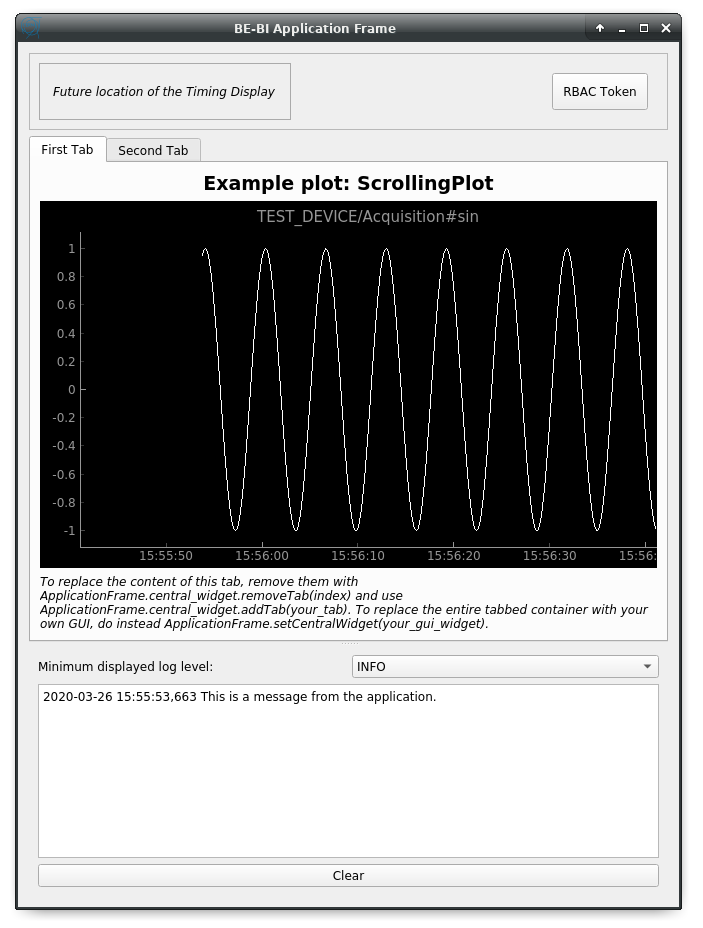 BE-BI Application Frame
Future location of the Timing Display
RBAC Token
First Tab
Second Tab
Example plot: ScrollingPlot
TEST_DEVICE/Acquisition#sin
1
0.8
0.6
0.4
0.2
0
-0.2
-0.4
-0.6
-0.8
-1
15:55:50 15:56:00 15:56:10 15:56:20 15:56:30 15:56:
To replace the content of this tab, remove them with
ApplicationFrame.central_widget.removeTab(index) and use
ApplicationFrame.central_widget.addTab(your_tab). To replace the entire tabbed container with your
own GUI, do instead ApplicationFrame.setCentralWidget(your_gui_widget).
Minimum displayed log level:
INFO
2020-03-26 15:55:53,663 This is a message from the application.
Clear